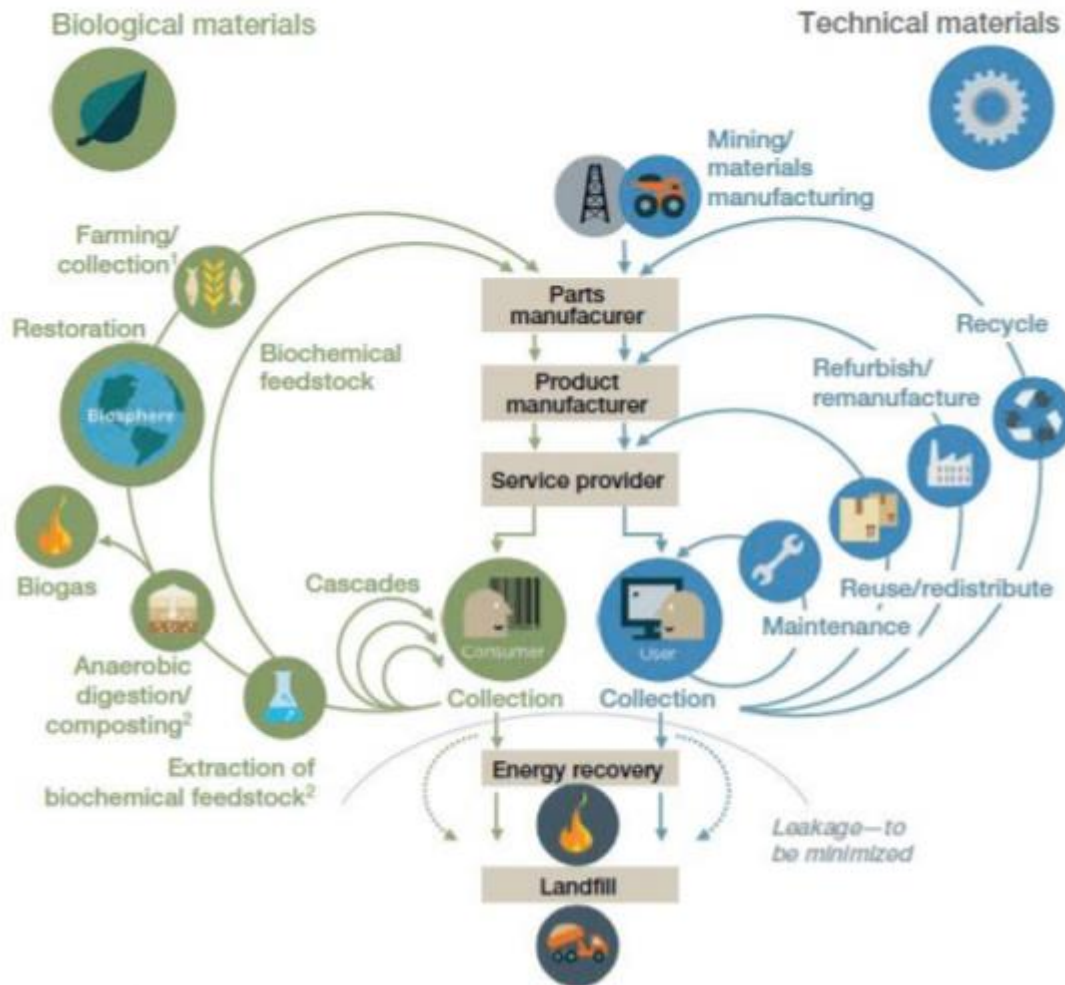 Biological materials
Technical materials
Mining/
materials
manufacturing
Farming/
collection¹
Restoration
Biosphere
Biochemical
feedstock
Parts
manufacurer
Product
manufacturer
Service provider
Recycle
Refurbish/
remanufacture
Reuse/redistribute
Maintenance
Biogas
Cascades
Consumer
User
Anaerobic
digestion/
composting²
Collection
Collection
Extraction of
biochemical feedstock²
Energy recovery
Leakage—to
be minimized
Landfill